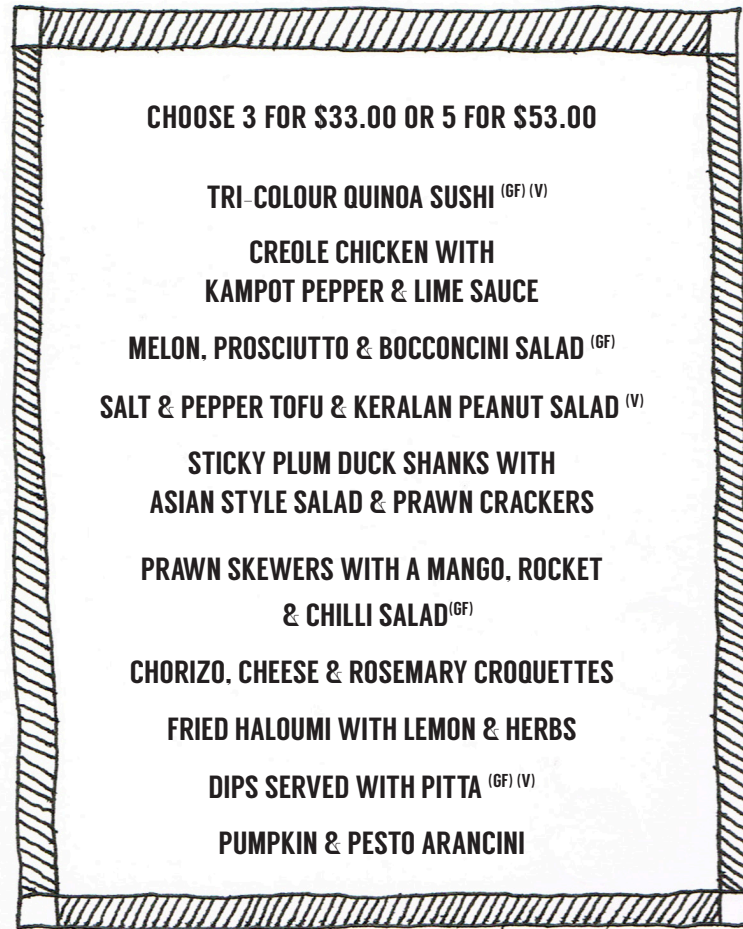 CHOOSE 3 FOR $33.00 OR 5 FOR $53.00
TRI-COLOUR QUINOA SUSHI (GF) (V)
CREOLE CHICKEN WITH
KAMPOT PEPPER & LIME SAUCE
MELON, PROSCIUTTO & BOCCONCINI SALAD (GF)
SALT & PEPPER TOFU & KERALAN PEANUT SALAD (V)
STICKY PLUM DUCK SHANKS WITH
ASIAN STYLE SALAD & PRAWN CRACKERS
PRAWN SKEWERS WITH A MANGO, ROCKET
& CHILLI SALAD(GF)
CHORIZO, CHEESE & ROSEMARY CROQUETTES
FRIED HALOUMI WITH LEMON & HERBS
DIPS SERVED WITH PITTA (GF) (V)
PUMPKIN & PESTO ARANCINI